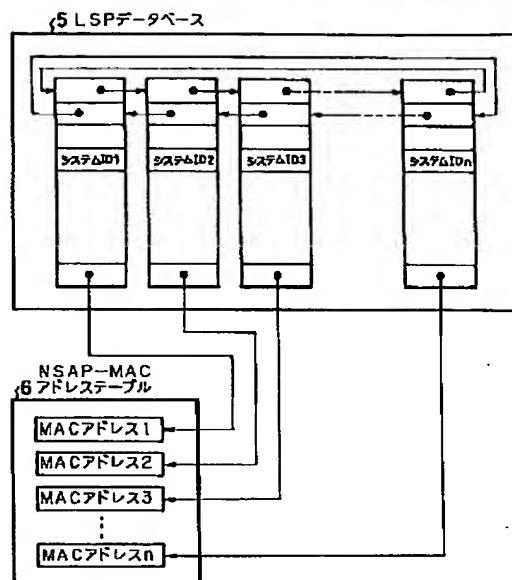 5 LSPデータベース
システムID1
システムID2
システムID3
システムIDn
NSAP-MAC
6 アドレステーブル
MACアドレス1
MACアドレス2
MACアドレス3
MACアドレスn